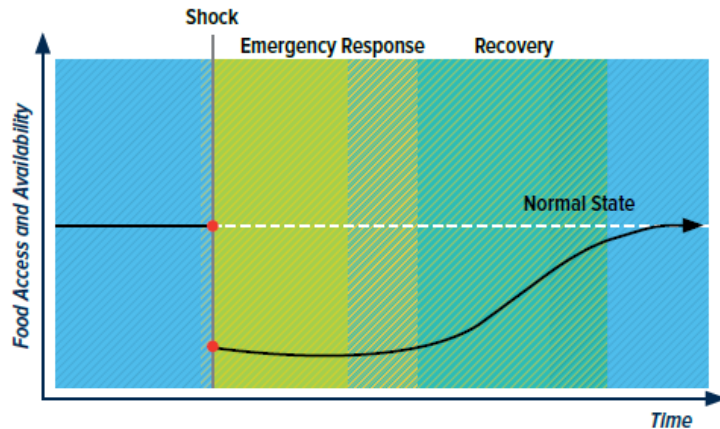 Shock
Emergency Response
Recovery
Normal State
Food Access and Availability
Time